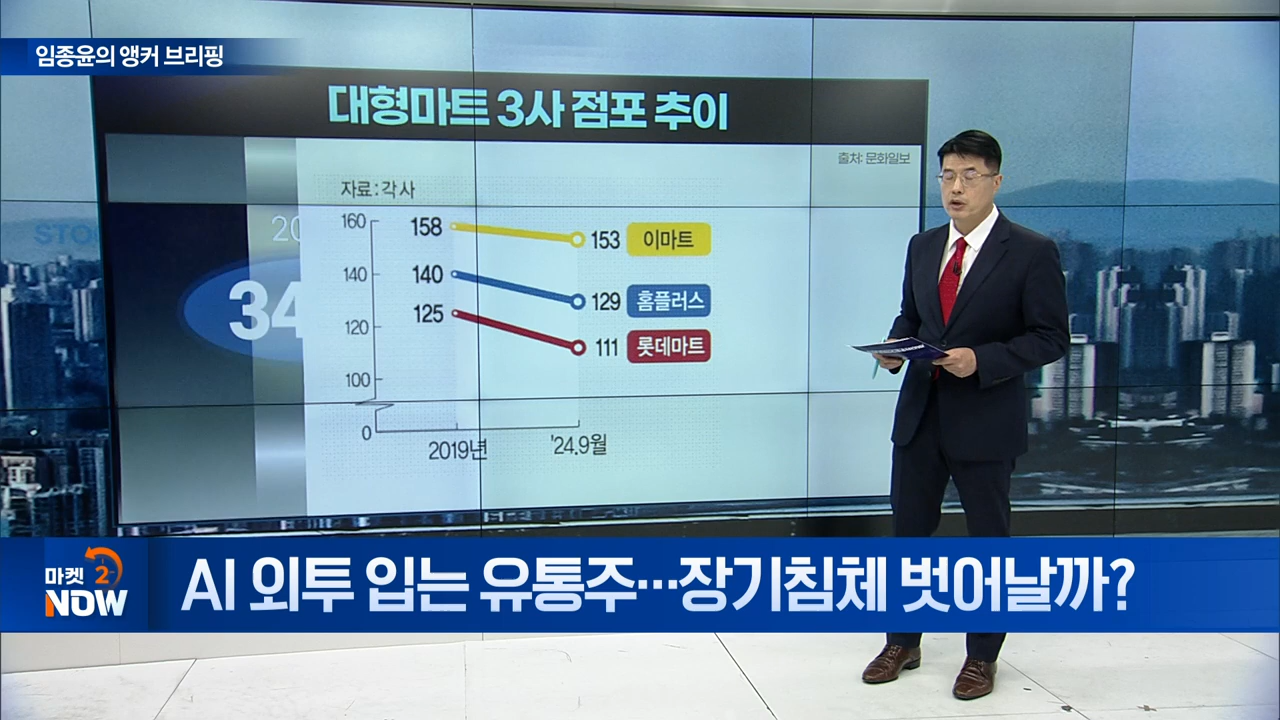 임종윤의 앵커 브리핑
대형마트 3사 점포 추이
출처: 문화일보
자료:각사
STO
20
34
160
140
120
100
0
158
140
125
153 이마트
129 홈플러스
111 롯데마트
2019년
'24.9월
마켓 2
NOW
AI 외투 입는 유통주…장기침체 벗어날까?